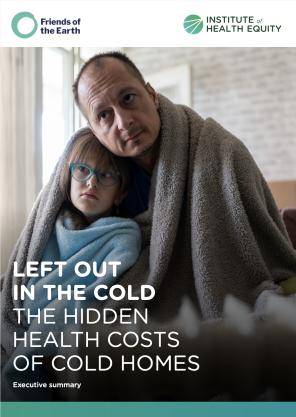 Friends of
the Earth
INSTITUTE of
HEALTH EQUITY
LEFT OUT
IN THE COLD
THE HIDDEN
HEALTH COSTS
OF COLD HOMES
Executive summary